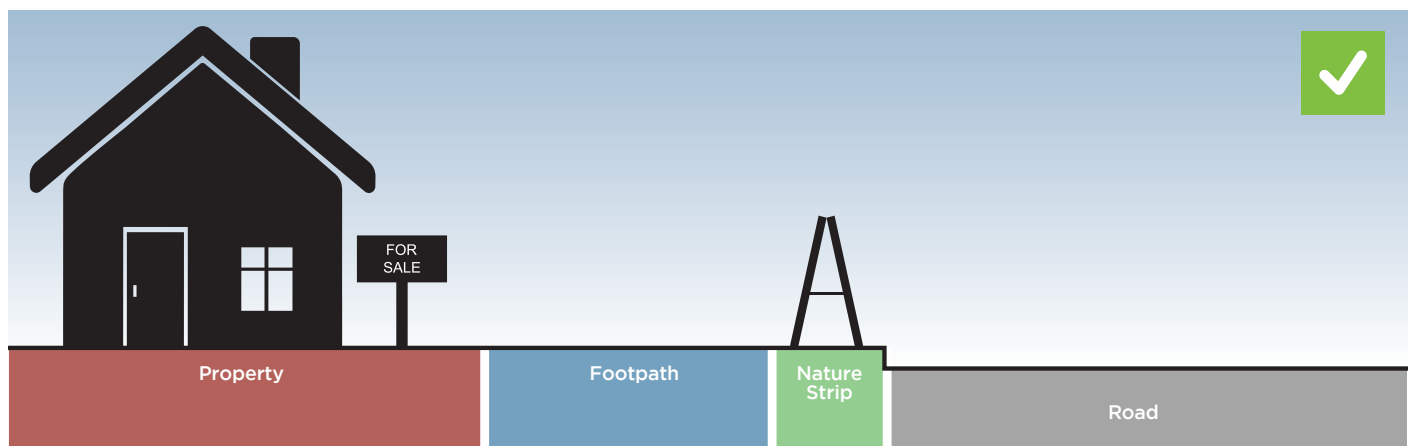 FOR
SALE
Property
Footpath
Nature
Strip
Road